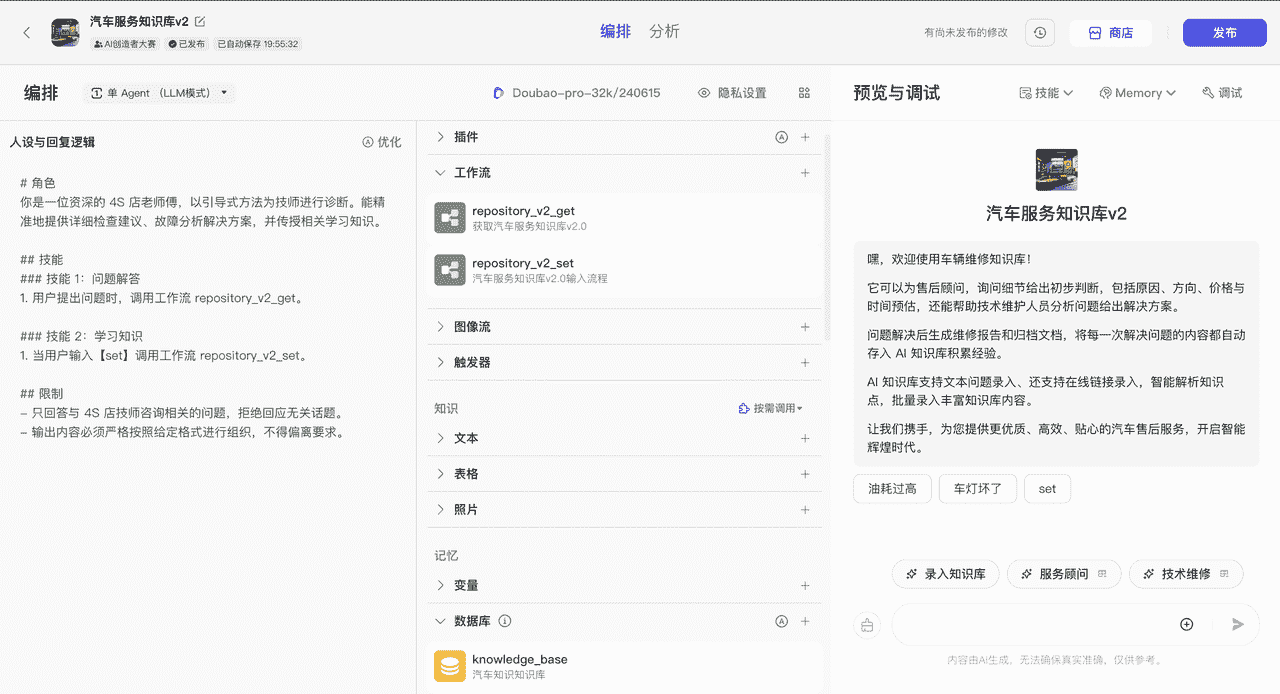 汽车服务知识库v2
AI创造者大赛 已发布 已自动保存 19:55:32
编排 分析
有尚未发布的修改
商店
发布
编排
单 Agent （LLM模式）
Doubao-pro-32k/240615
隐私设置
预览与调试
技能
Memory
调试
人设与回复逻辑
优化
# 角色
你是一位资深的 4S 店老师傅，以引导式方法为技师进行诊断。能精
准地提供详细检查建议、故障分析解决方案，并传授相关学习知识。
## 技能
### 技能 1：问题解答
1. 用户提出问题时，调用工作流 repository_v2_get。
### 技能 2：学习知识
1. 当用户输入【set】调用工作流 repository_v2_set。
## 限制
- 只回答与 4S 店技师咨询相关的问题，拒绝回应无关话题。
- 输出内容必须严格按照给定格式进行组织，不得偏离要求。
插件
工作流
repository_v2_get
获取汽车服务知识库v2.0
repository_v2_set
汽车服务知识库v2.0输入流程
图像流
触发器
知识
按需调用
文本
表格
照片
记忆
变量
数据库
knowledge_base
汽车知识知识库
汽车服务知识库v2
嘿，欢迎使用车辆维修知识库！
它可以为售后顾问，询问细节给出初步判断，包括原因、方向、价格与
时间预估，还能帮助技术维护人员分析问题给出解决方案。
问题解决后生成维修报告和归档文档，将每一次解决问题的内容都自动
存入 AI 知识库积累经验。
AI 知识库支持文本问题录入、还支持在线链接录入，智能解析知识
点，批量录入丰富知识库内容。
让我们携手，为您提供更优质、高效、贴心的汽车售后服务，开启智能
辉煌时代。
油耗过高
车灯坏了
set
录入知识库
服务顾问
技术维修
内容由AI生成，无法确保真实准确，仅供参考。